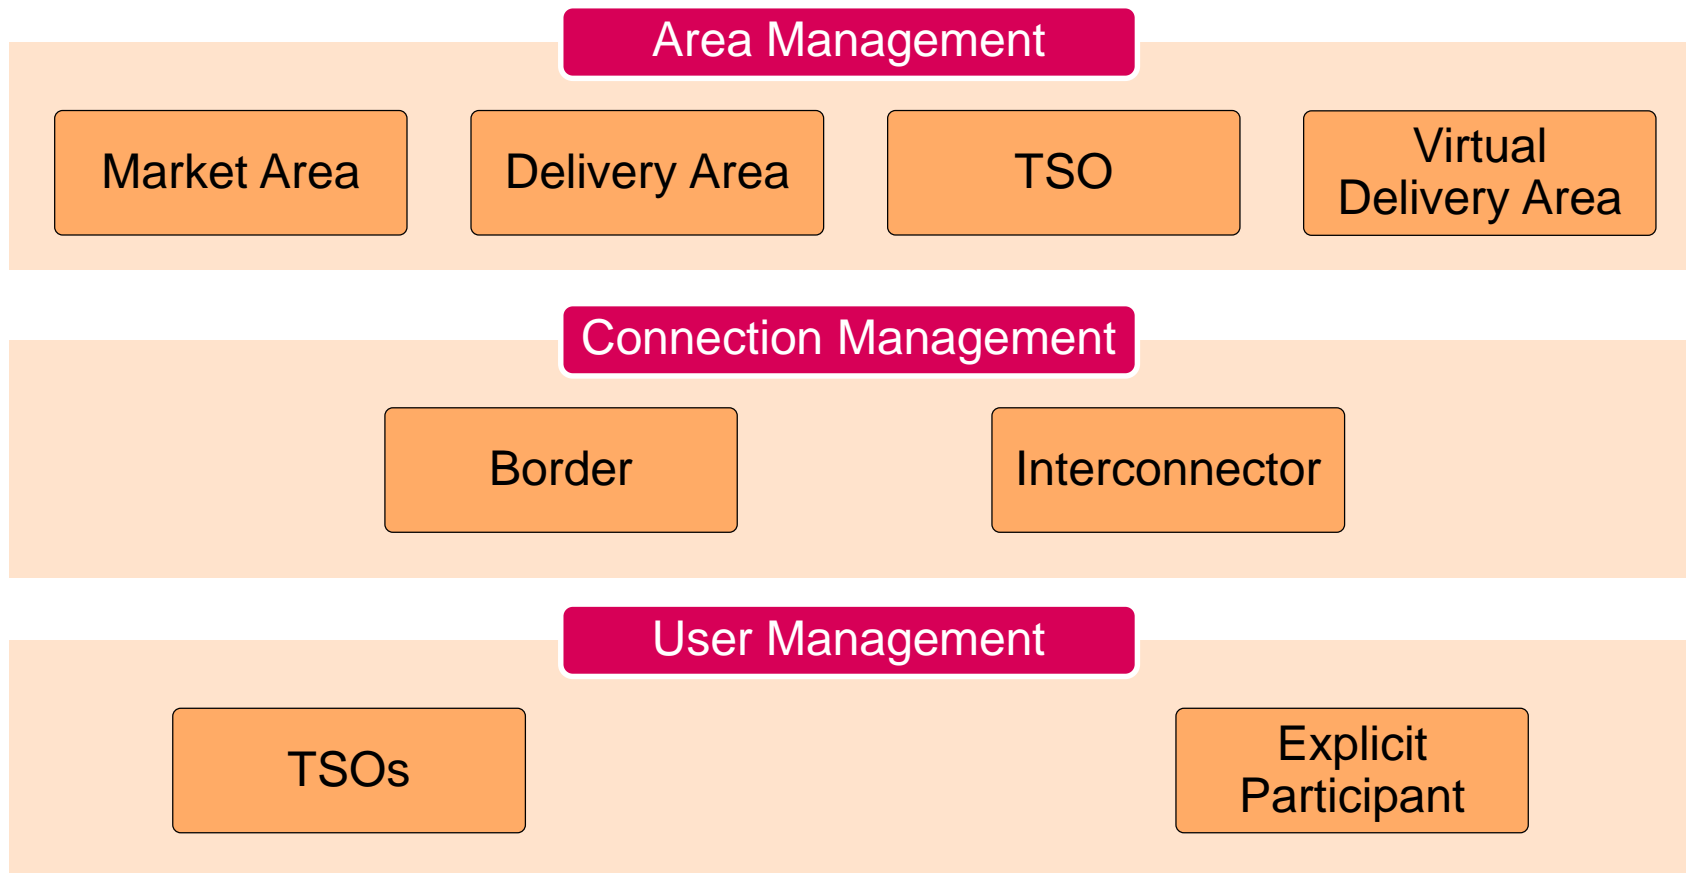 Area Management
Market Area
Delivery Area
TSO
Virtual
Delivery Area
Connection Management
Border
Interconnector
User Management
TSOs
Explicit
Participant